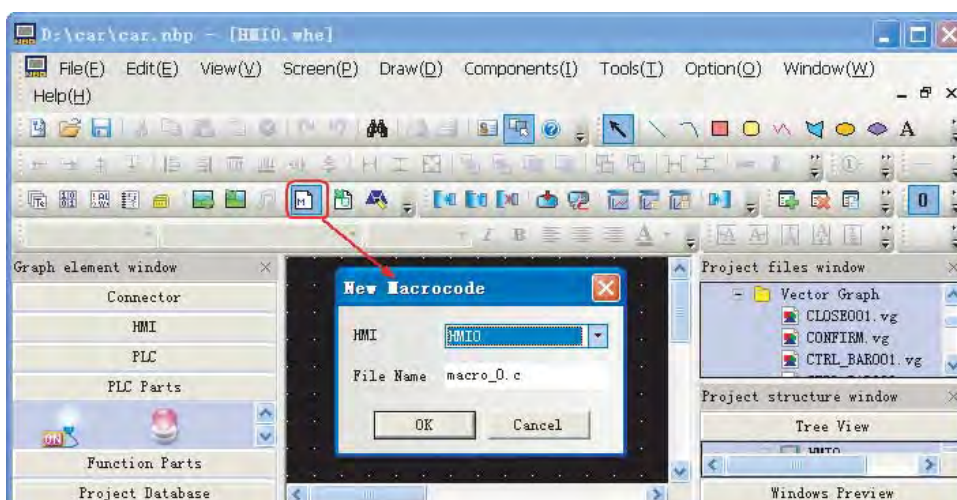 D:\car\car.nbp - [HMI0.whe]
File(F) Edit(E) View(V) Screen(P) Draw(D) Components(I) Tools(T) Option(O) Window(W)
Help(H)
A
M
0
I B A
Graph element window
Connector
HMI
PLC
PLC Parts
ON
Function Parts
Project Database
New Macrocode
HMI HMI0
File Name macro_0.c
OK Cancel
Project files window
Vector Graph
CLOSE001.vg
CONFIRM.vg
CTRL_BAR001.vg
Project structure window
Tree View
HMI0
Windows Preview